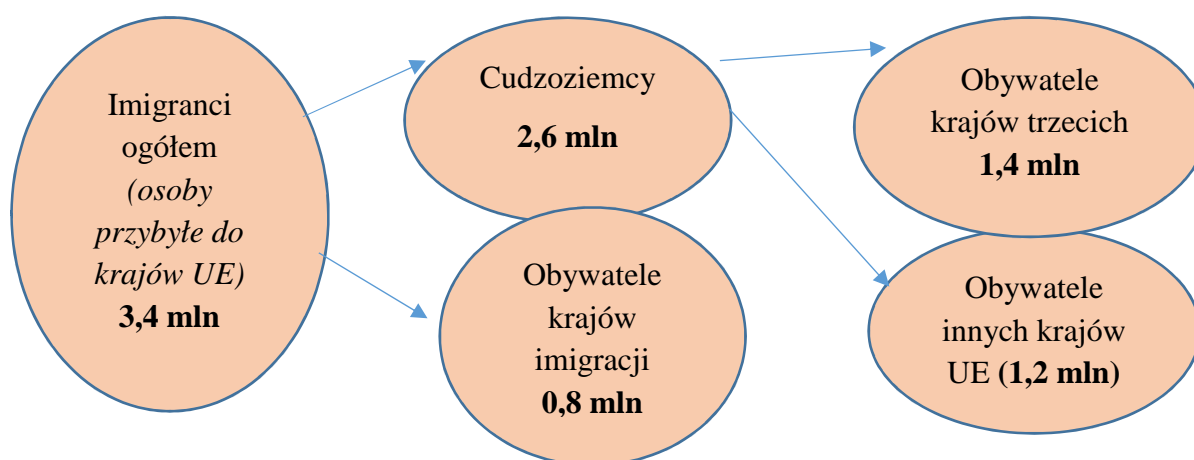 Imigranci
ogółem
(osoby
przybyłe do
krajów UE)
3,4 mln
Cudzoziemcy
2,6 mln
Obywatele
krajów
imigracji
0,8 mln
Obywatele
krajów trzecich
1,4 mln
Obywatele
innych krajów
UE (1,2 mln)